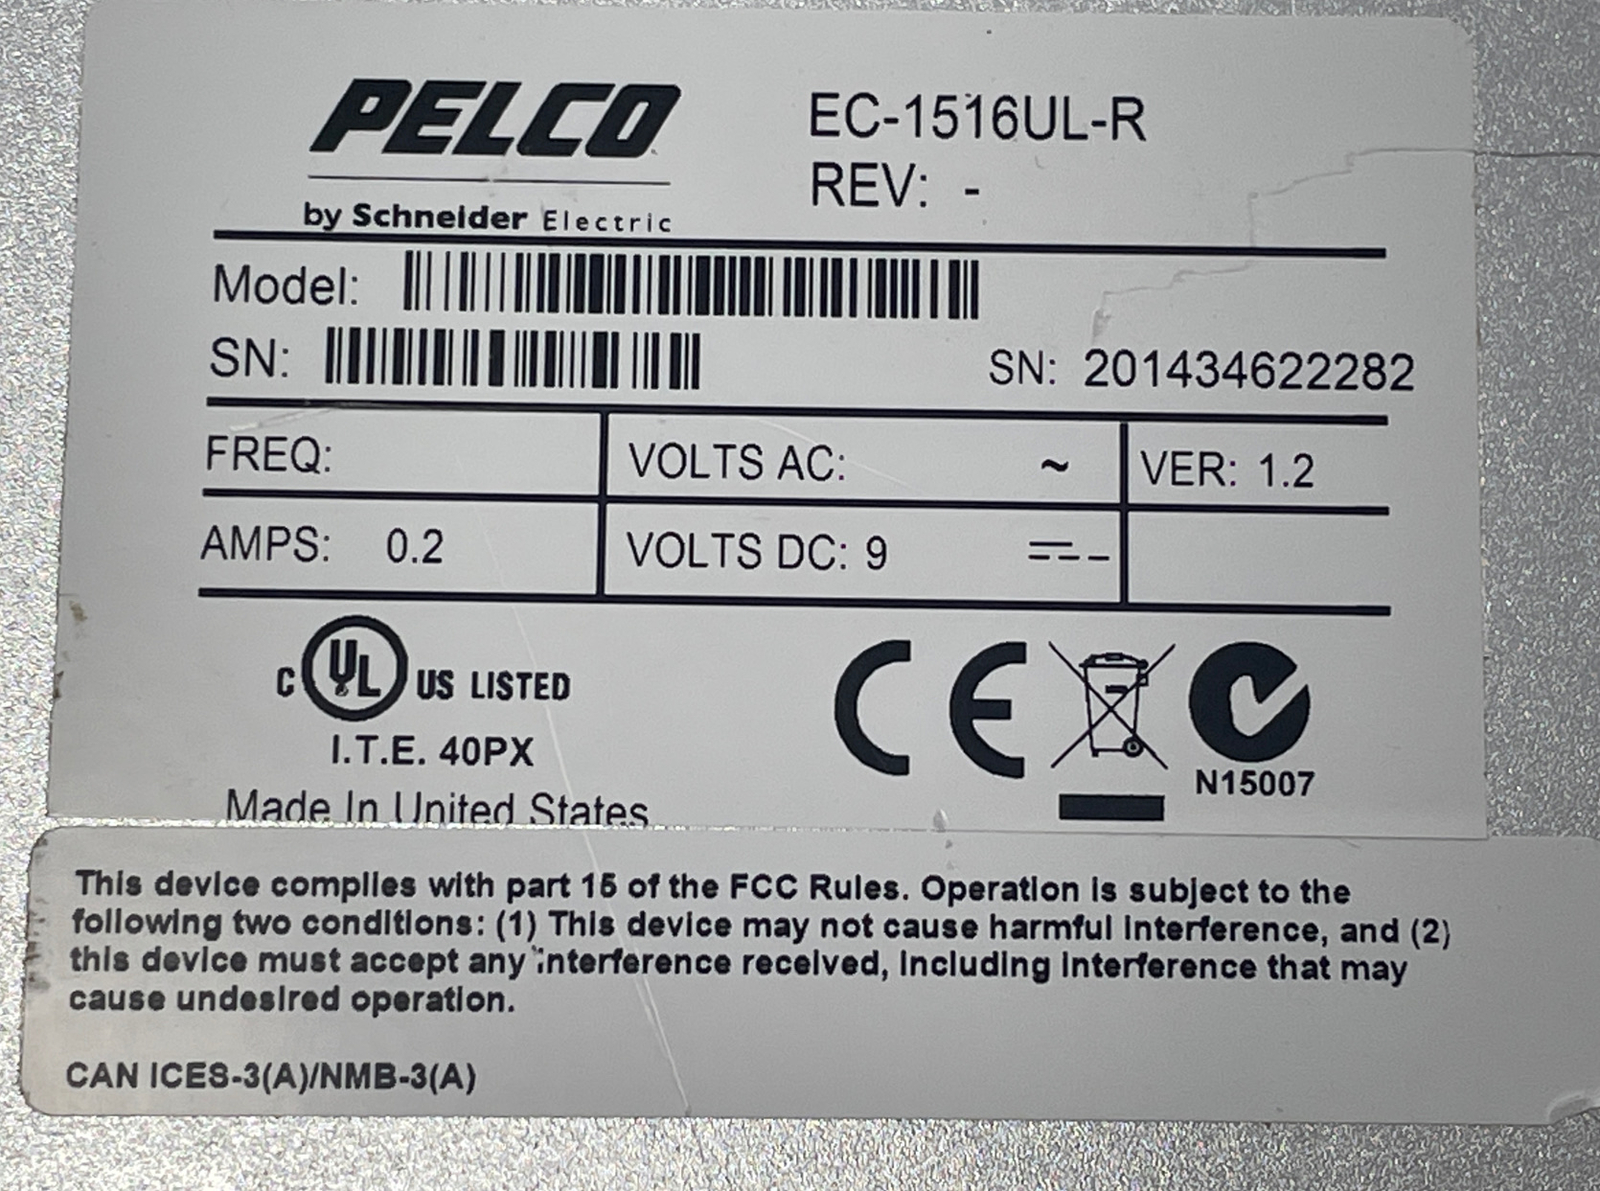 PELCO
by Schneider Electric
EC-1516UL-R
REV: -
Model:
SN:
SN: 201434622282
FREQ:
VOLTS AC: ~
VER: 1.2
AMPS: 0.2
VOLTS DC: 9
C UL US LISTED
I.T.E. 40PX
Made In United States
CE
N15007
This device complies with part 15 of the FCC Rules. Operation is subject to the
following two conditions: (1) This device may not cause harmful interference, and (2)
this device must accept any interference received, including interference that may
cause undesired operation.
CAN ICES-3(A)/NMB-3(A)